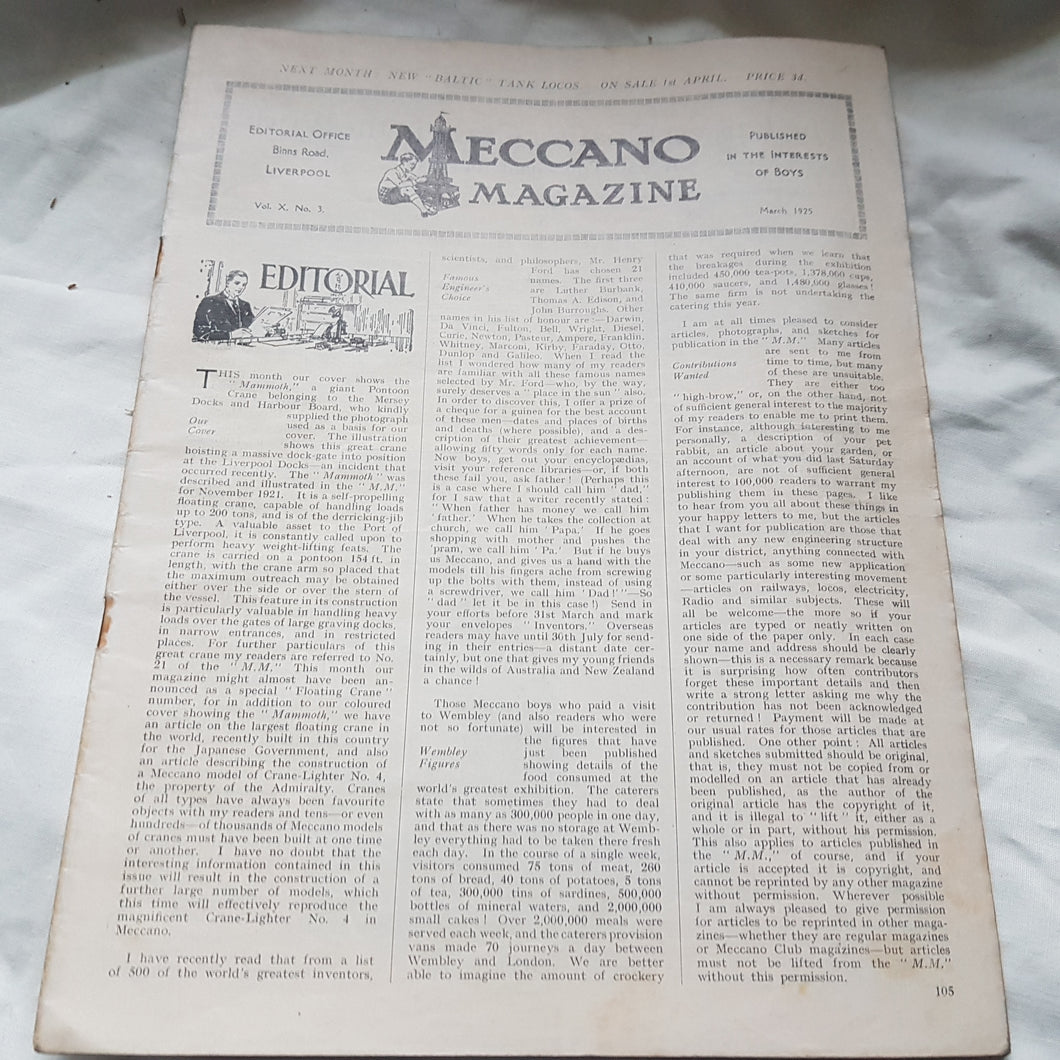 NEXT MONTH: NEW "BALTIC" TANK LOCOS. ON SALE 1st APRIL. PRICE 3d.
EDITORIAL OFFICE
Binns Road,
LIVERPOOL
Vol. X. No. 3.
MECCANO
MAGAZINE
PUBLISHED
IN THE INTERESTS
OF BOYS
March 1925
EDITORIAL
THIS month our cover shows the
"Mammoth," a giant Pontoon
Crane belonging to the Mersey
Docks and Harbour Board, who kindly
Our
Cover
supplied the photograph
used as a basis for our
cover. The illustration
shows this great crane
hoisting a massive dock-gate into position
at the Liverpool Docks—an incident that
occurred recently. The "Mammoth" was
described and illustrated in the "M.M."
for November 1921. It is a self-propelling
floating crane, capable of handling loads
up to 200 tons, and is of the derricking-jib
type. A valuable asset to the Port of
Liverpool, it is constantly called upon to
perform heavy weight-lifting feats. The
crane is carried on a pontoon 154 ft. in
length, with the crane arm so placed that
the maximum outreach may be obtained
either over the side or over the stern of
the vessel. This feature in its construction
is particularly valuable in handling heavy
loads over the gates of large graving docks,
in narrow entrances, and in restricted
places. For further particulars of this
great crane my readers are referred to No.
21 of the "M.M." This month our
magazine might almost have been an-
nounced as a special "Floating Crane"
number, for in addition to our coloured
cover showing the "Mammoth," we have
an article on the largest floating crane in
the world, recently built in this country
for the Japanese Government, and also
an article describing the construction of
a Meccano model of Crane-Lighter No. 4,
the property of the Admiralty. Cranes
of all types have always been favourite
objects with my readers and tens—or even
hundreds—of thousands of Meccano models
of cranes must have been built at one time
or another. I have no doubt that the
interesting information contained in this
issue will result in the construction of a
further large number of models, which
this time will effectively reproduce the
magnificent Crane-Lighter No. 4 in
Meccano.
I have recently read that from a list
of 500 of the world's greatest inventors,
scientists, and philosophers, Mr. Henry
Famous
Engineer's
Choice
Ford has chosen 21
names. The first three
are Luther Burbank,
Thomas A. Edison, and
John Burroughs. Other
names in his list of honour are:—Darwin,
Da Vinci, Fulton, Bell, Wright, Diesel,
Curie, Newton, Pasteur, Ampere, Franklin,
Whitney, Marconi, Kirby, Faraday, Otto,
Dunlop and Galileo. When I read the
list I wondered how many of my readers
are familiar with all these famous names
selected by Mr. Ford—who, by the way,
surely deserves a "place in the sun" also.
In order to discover this, I offer a prize of
a cheque for a guinea for the best account
of these men—dates and places of births
and deaths (where possible), and a des-
cription of their greatest achievement—
allowing fifty words only for each name.
Now boys, get out your encyclopædias,
visit your reference libraries—or, if both
these fail you, ask father! (Perhaps this
is a case where I should call him "dad,"
for I saw that a writer recently stated:
"When father has money we call him
'father.' When he takes the collection at
church, we call him 'Papa.' If he goes
shopping with mother and pushes the
'pram, we call him 'Pa.' But if he buys
us Meccano, and gives us a hand with the
models till his fingers ache from screwing
up the bolts with them, instead of using
a screwdriver, we call him 'Dad!'"—So
"dad" let it be in this case!) Send in
your efforts before 31st March and mark
your envelopes "Inventors." Overseas
readers may have until 30th July for send-
ing in their entries—a distant date cer-
tainly, but one that gives my young friends
in the wilds of Australia and New Zealand
a chance!
Those Meccano boys who paid a visit
to Wembley (and also readers who were
not so fortunate) will be interested in
Wembley
Figures
the figures that have
just been published
showing details of the
food consumed at the
world's greatest exhibition. The caterers
state that sometimes they had to deal
with as many as 300,000 people in one day,
and that as there was no storage at Wemb-
ley everything had to be taken there fresh
each day. In the course of a single week,
visitors consumed 75 tons of meat, 260
tons of bread, 40 tons of potatoes, 5 tons
of tea, 300,000 tins of sardines, 500,000
bottles of mineral waters, and 2,000,000
small cakes! Over 2,000,000 meals were
served each week, and the caterers provision
vans made 70 journeys a day between
Wembley and London. We are better
able to imagine the amount of crockery
that was required when we learn that
the breakages during the exhibition
included 450,000 tea-pots, 1,378,000 cups,
410,000 saucers, and 1,480,000 glasses!
The same firm is not undertaking the
catering this year.
I am at all times pleased to consider
articles, photographs, and sketches for
publication in the "M.M." Many articles
Contributions
Wanted
are sent to me from
time to time, but many
of these are unsuitable.
They are either too
"high-brow," or, on the other hand, not
of sufficient general interest to the majority
of my readers to enable me to print them.
For instance, although interesting to me
personally, a description of your pet
rabbit, an article about your garden, or
an account of what you did last Saturday
afternoon, are not of sufficient general
interest to 100,000 readers to warrant my
publishing them in these pages. I like
to hear from you all about these things in
your happy letters to me, but the articles
that I want for publication are those that
deal with any new engineering structure
in your district, anything connected with
Meccano—such as some new application
or some particularly interesting movement
—articles on railways, locos, electricity,
Radio and similar subjects. These will
all be welcome—the more so if your
articles are typed or neatly written on
one side of the paper only. In each case
your name and address should be clearly
shown—this is a necessary remark because
it is surprising how often contributors
forget these important details and then
write a strong letter asking me why the
contribution has not been acknowledged
or returned! Payment will be made at
our usual rates for those articles that are
published. One other point: All articles
and sketches submitted should be original,
that is, they must not be copied from or
modelled on an article that has already
been published, as the author of the
original article has the copyright of it,
and it is illegal to "lift" it, either as a
whole or in part, without his permission.
This also applies to articles published in
the "M.M.," of course, and if your
article is accepted it is copyright, and
cannot be reprinted by any other magazine
without permission. Wherever possible
I am always pleased to give permission
for articles to be reprinted in other maga-
zines—whether they are regular magazines
or Meccano Club magazines—but articles
must not be lifted from the "M.M."
without this permission.
105